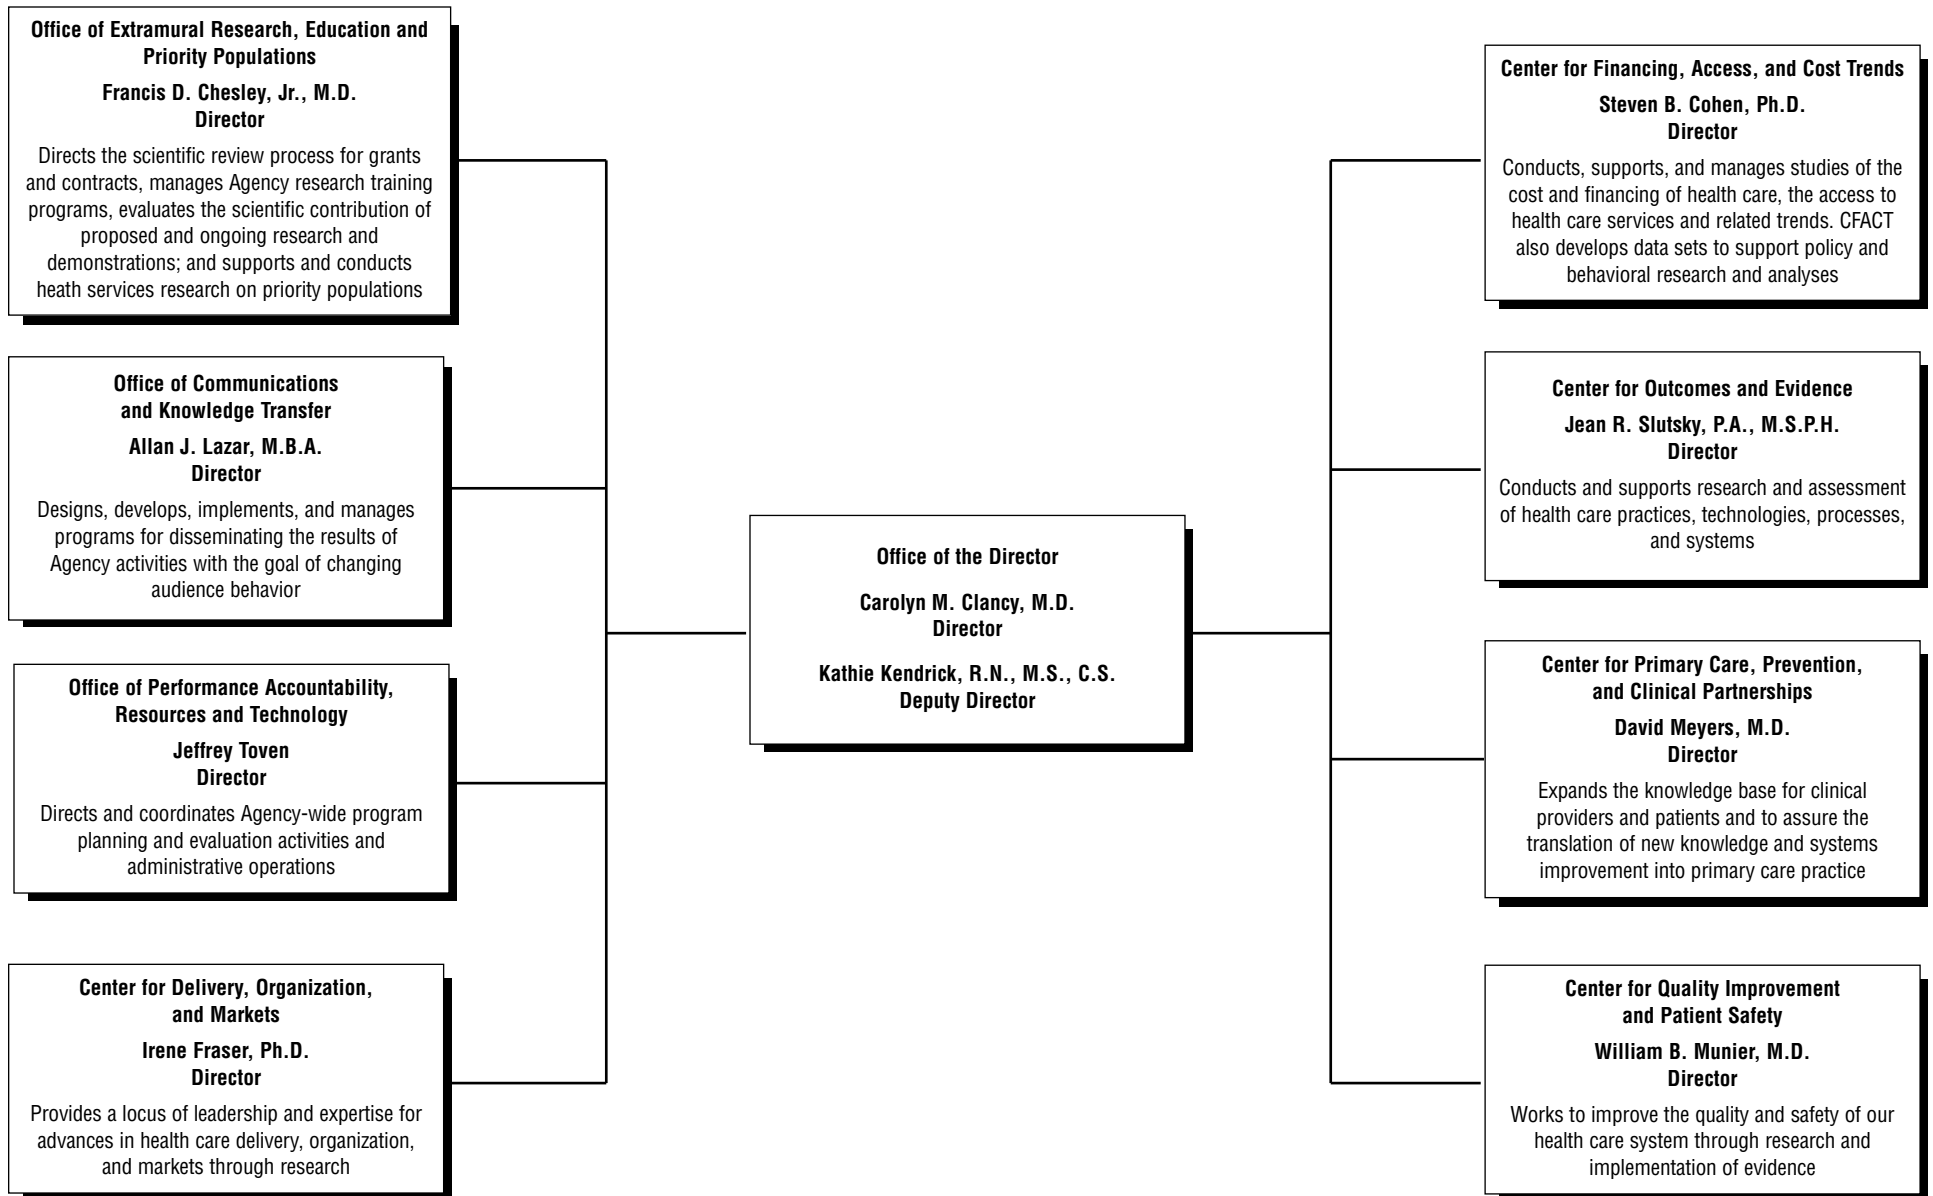 Office of Extramural Research, Education and
Priority Populations
Francis D. Chesley, Jr., M.D.
Director
Directs the scientific review process for grants
and contracts, manages Agency research training
programs, evaluates the scientific contribution of
proposed and ongoing research and
demonstrations; and supports and conducts
heath services research on priority populations
Office of Communications
and Knowledge Transfer
Allan J. Lazar, M.B.A.
Director
Designs, develops, implements, and manages
programs for disseminating the results of
Agency activities with the goal of changing
audience behavior
Office of Performance Accountability,
Resources and Technology
Jeffrey Toven
Director
Directs and coordinates Agency-wide program
planning and evaluation activities and
administrative operations
Center for Delivery, Organization,
and Markets
Irene Fraser, Ph.D.
Director
Provides a locus of leadership and expertise for
advances in health care delivery, organization,
and markets through research
Office of the Director
Carolyn M. Clancy, M.D.
Director
Kathie Kendrick, R.N., M.S., C.S.
Deputy Director
Center for Financing, Access, and Cost Trends
Steven B. Cohen, Ph.D.
Director
Conducts, supports, and manages studies of the
cost and financing of health care, the access to
health care services and related trends. CFACT
also develops data sets to support policy and
behavioral research and analyses
Center for Outcomes and Evidence
Jean R. Slutsky, P.A., M.S.P.H.
Director
Conducts and supports research and assessment
of health care practices, technologies, processes,
and systems
Center for Primary Care, Prevention,
and Clinical Partnerships
David Meyers, M.D.
Director
Expands the knowledge base for clinical
providers and patients and to assure the
translation of new knowledge and systems
improvement into primary care practice
Center for Quality Improvement
and Patient Safety
William B. Munier, M.D.
Director
Works to improve the quality and safety of our
health care system through research and
implementation of evidence